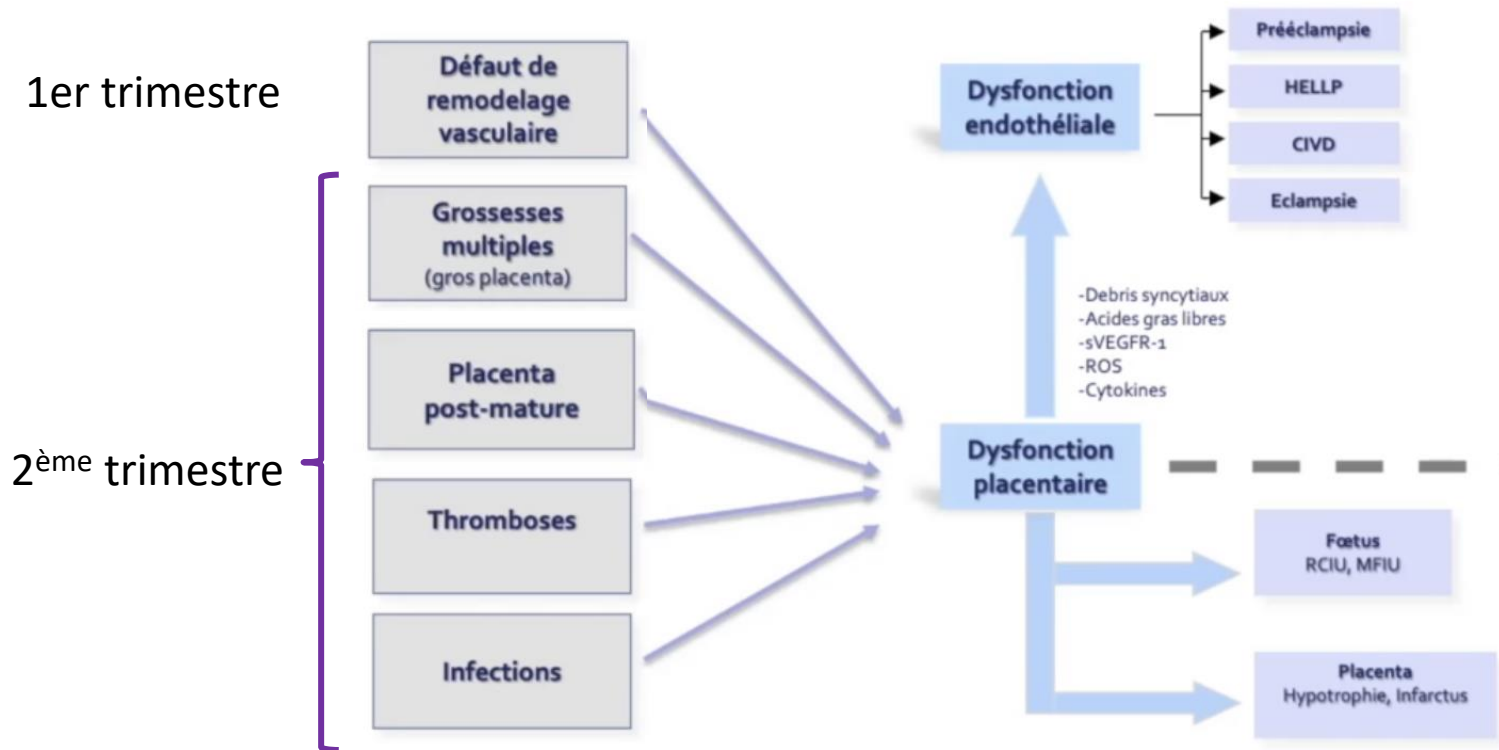 1er trimestre
Défaut de
remodelage
vasculaire
Grossesses
multiples
(gros placenta)
Placenta
post-mature
2ème trimestre
Thromboses
Infections
Dysfonction
endothéliale
Prééclampsie
HELLP
CIVD
Eclampsie
-Debris syncytiaux
-Acides gras libres
-sVEGFR-1
-ROS
-Cytokines
Dysfonction
placentaire
Fœtus
RCIU, MFIU
Placenta
Hypotrophie, Infarctus